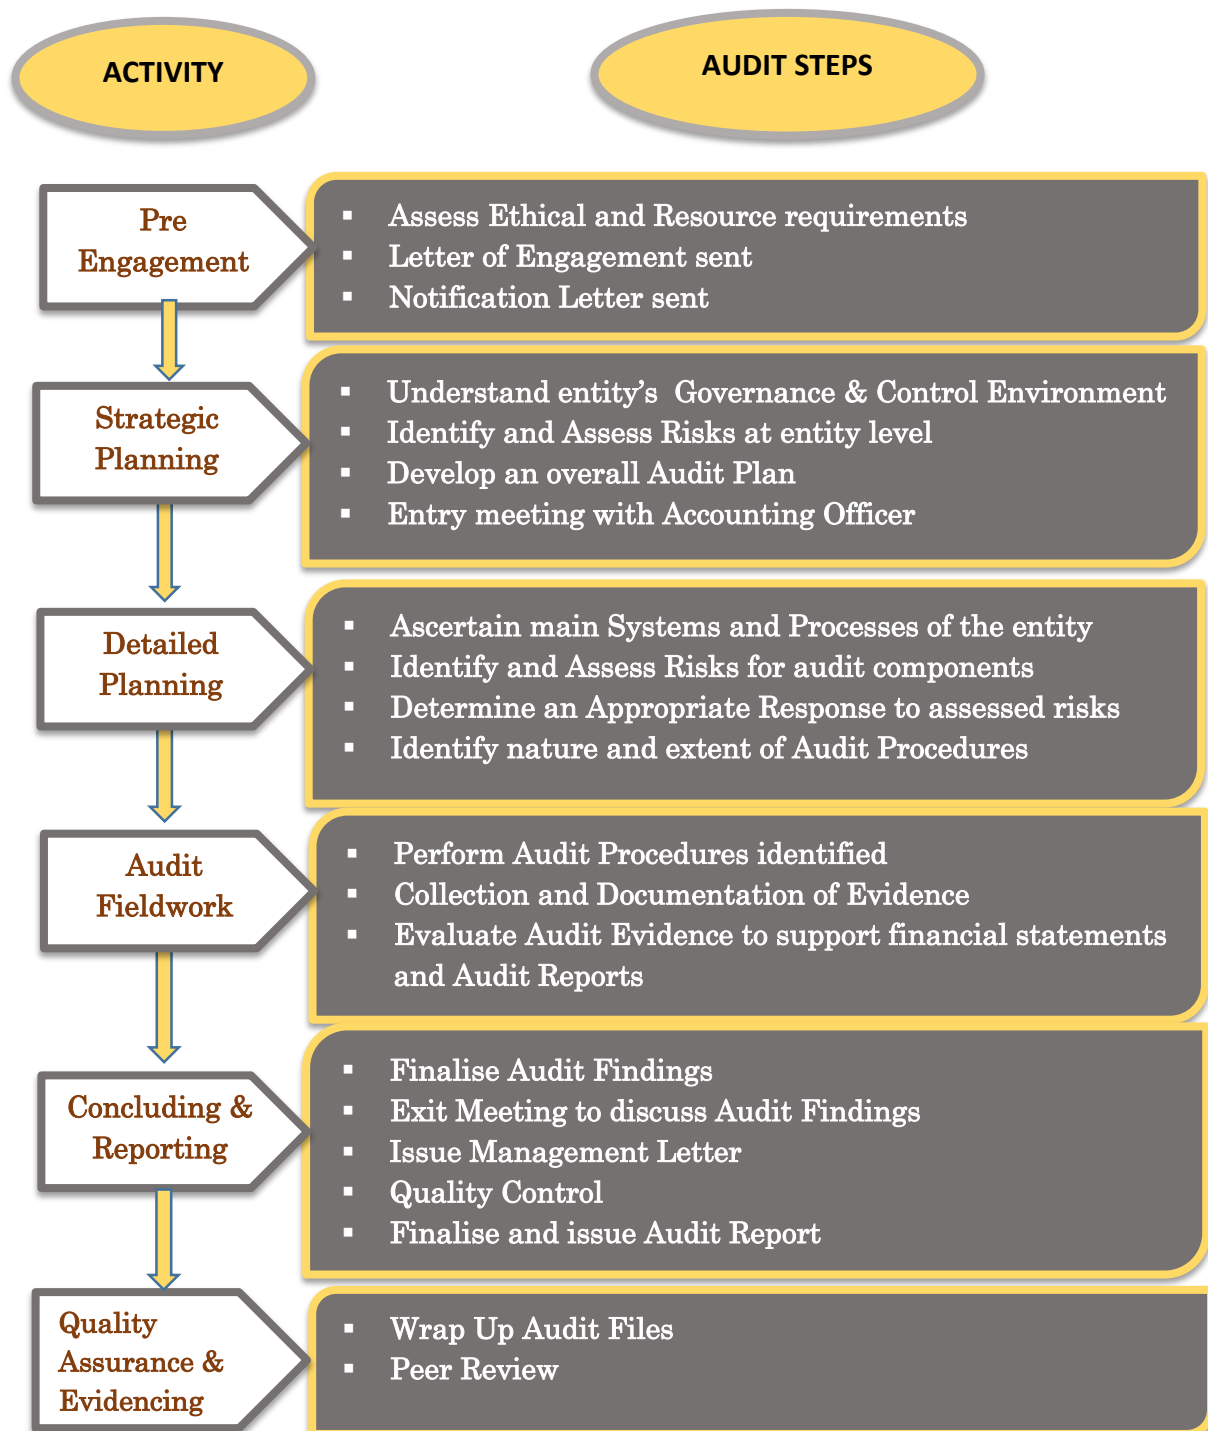 ACTIVITY
AUDIT STEPS
Pre
Engagement
▪ Assess Ethical and Resource requirements
▪ Letter of Engagement sent
▪ Notification Letter sent
Strategic
Planning
▪ Understand entity’s  Governance & Control Environment
▪ Identify and Assess Risks at entity level
▪ Develop an overall Audit Plan
▪ Entry meeting with Accounting Officer
Detailed
Planning
▪ Ascertain main Systems and Processes of the entity
▪ Identify and Assess Risks for audit components
▪ Determine an Appropriate Response to assessed risks
▪ Identify nature and extent of Audit Procedures
Audit
Fieldwork
▪ Perform Audit Procedures identified
▪ Collection and Documentation of Evidence
▪ Evaluate Audit Evidence to support financial statements
and Audit Reports
Concluding &
Reporting
▪ Finalise Audit Findings
▪ Exit Meeting to discuss Audit Findings
▪ Issue Management Letter
▪ Quality Control
▪ Finalise and issue Audit Report
Quality
Assurance &
Evidencing
▪ Wrap Up Audit Files
▪ Peer Review